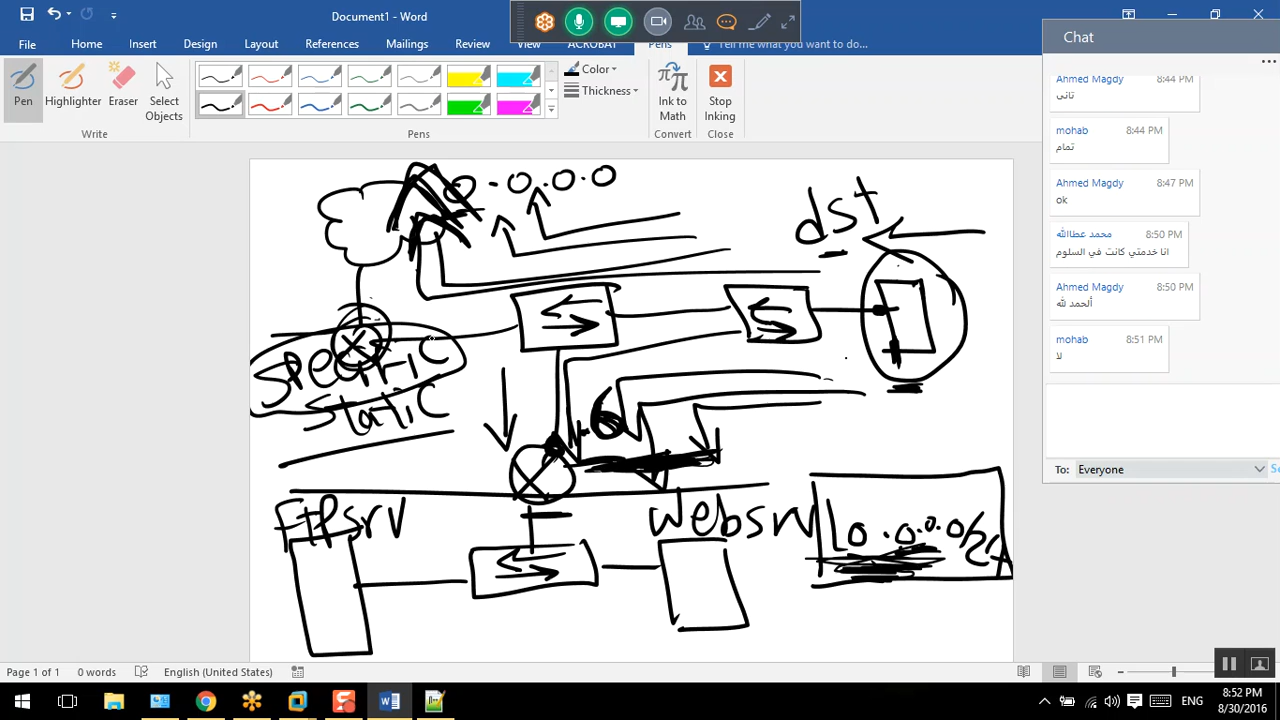 Document1 - Word
File
Home
Insert
Design
Layout
References
Mailings
Review
View
ACROBAT
Pens
Tell me what you want to do...
Pen
Highlighter
Eraser
Select
Objects
Color
Thickness
Ink to
Math
Stop
Inking
Write
Pens
Convert
Close
Chat
Ahmed Magdy 8:44 PM
تانى
mohab 8:44 PM
تمام
Ahmed Magdy 8:47 PM
ok
محمد عطاالله 8:50 PM
انا خدمتي كانت في السلوم
Ahmed Magdy 8:50 PM
ألحمد لله
mohab 8:51 PM
لا
To: Everyone
0.0.0.0
dst
static
FTPsrv
Websrv
10.0.0.0/24
Page 1 of 1
0 words
English (United States)
ENG
8:52 PM
8/30/2016